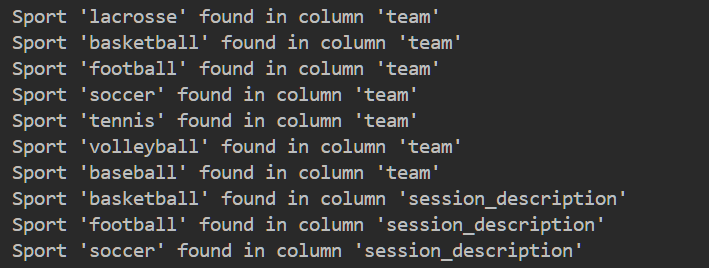 Sport 'lacrosse' found in column 'team'
Sport 'basketball' found in column 'team'
Sport 'football' found in column 'team'
Sport 'soccer' found in column 'team'
Sport 'tennis' found in column 'team'
Sport 'volleyball' found in column 'team'
Sport 'baseball' found in column 'team'
Sport 'basketball' found in column 'session_description'
Sport 'football' found in column 'session_description'
Sport 'soccer' found in column 'session_description'